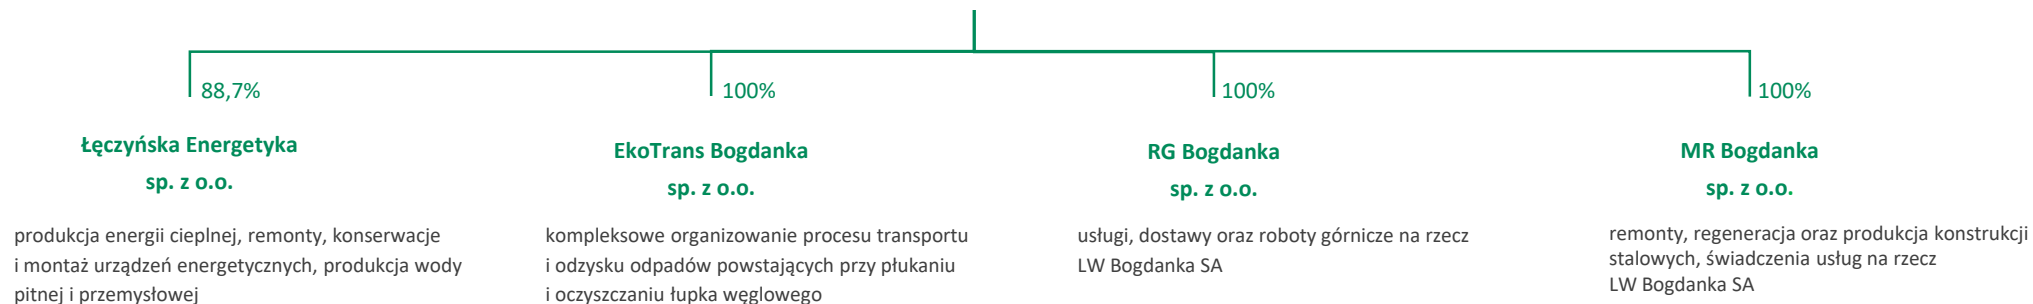 88,7%
Łęczyńska Energetyka
sp. z o.o.
produkcja energii cieplnej, remonty, konserwacje
i montaż urządzeń energetycznych, produkcja wody
pitnej i przemysłowej
100%
EkoTrans Bogdanka
sp. z o.o.
kompleksowe organizowanie procesu transportu
i odzysku odpadów powstających przy płukaniu
i oczyszczaniu łupka węglowego
100%
RG Bogdanka
sp. z o.o.
usługi, dostawy oraz roboty górnicze na rzecz
LW Bogdanka SA
100%
MR Bogdanka
sp. z o.o.
remonty, regeneracja oraz produkcja konstrukcji
stalowych, świadczenia usług na rzecz
LW Bogdanka SA